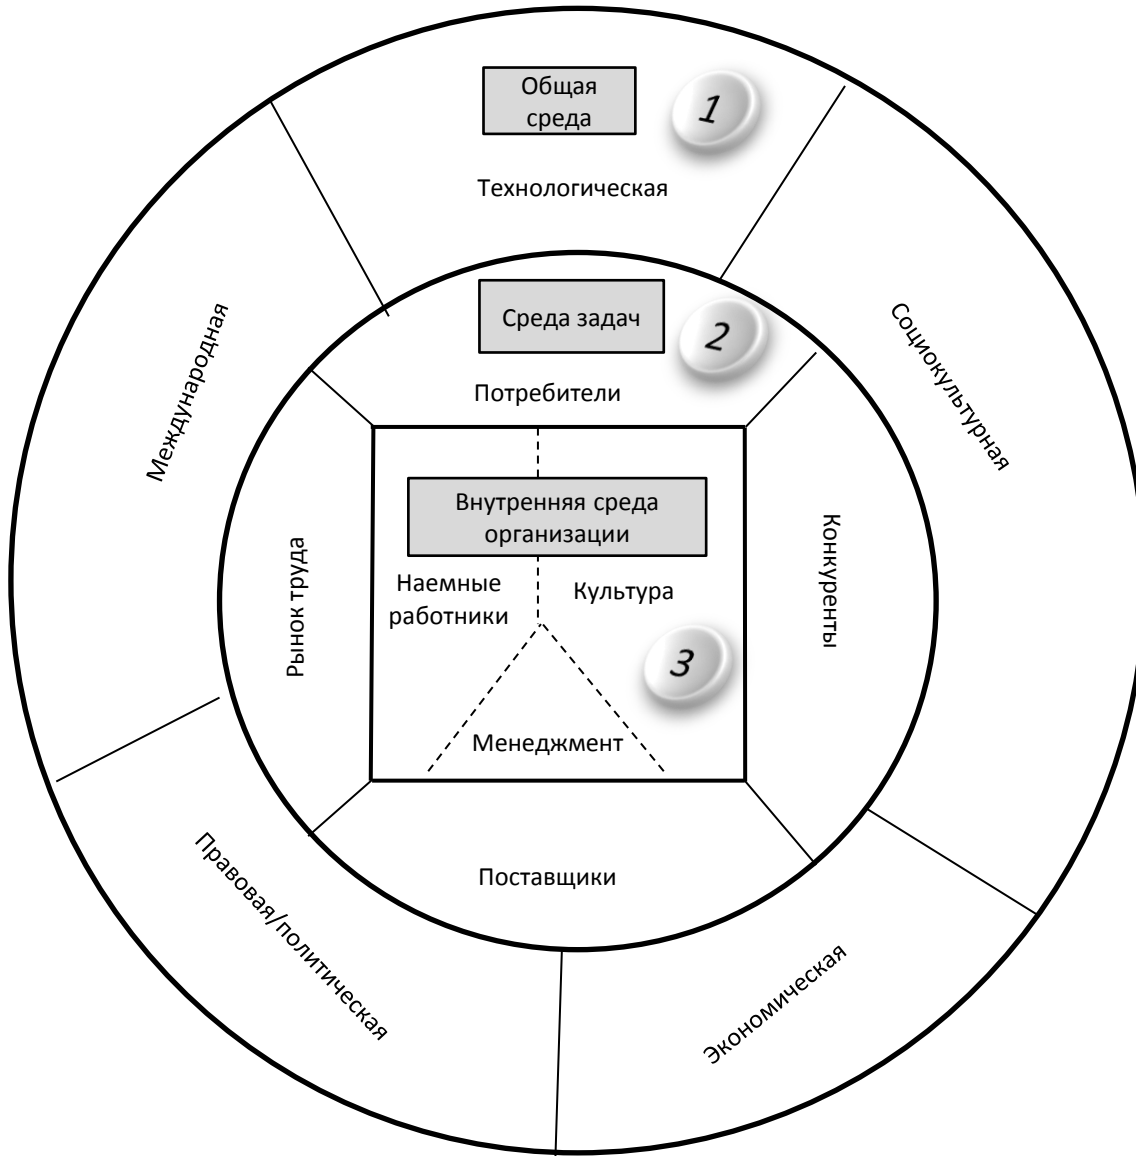 Общая
среда
1
Технологическая
Международная
Социокультурная
Среда задач
2
Потребители
Рынок труда
Конкуренты
Внутренняя среда
организации
Наемные
работники
Культура
3
Менеджмент
Поставщики
Правовая/политическая
Экономическая